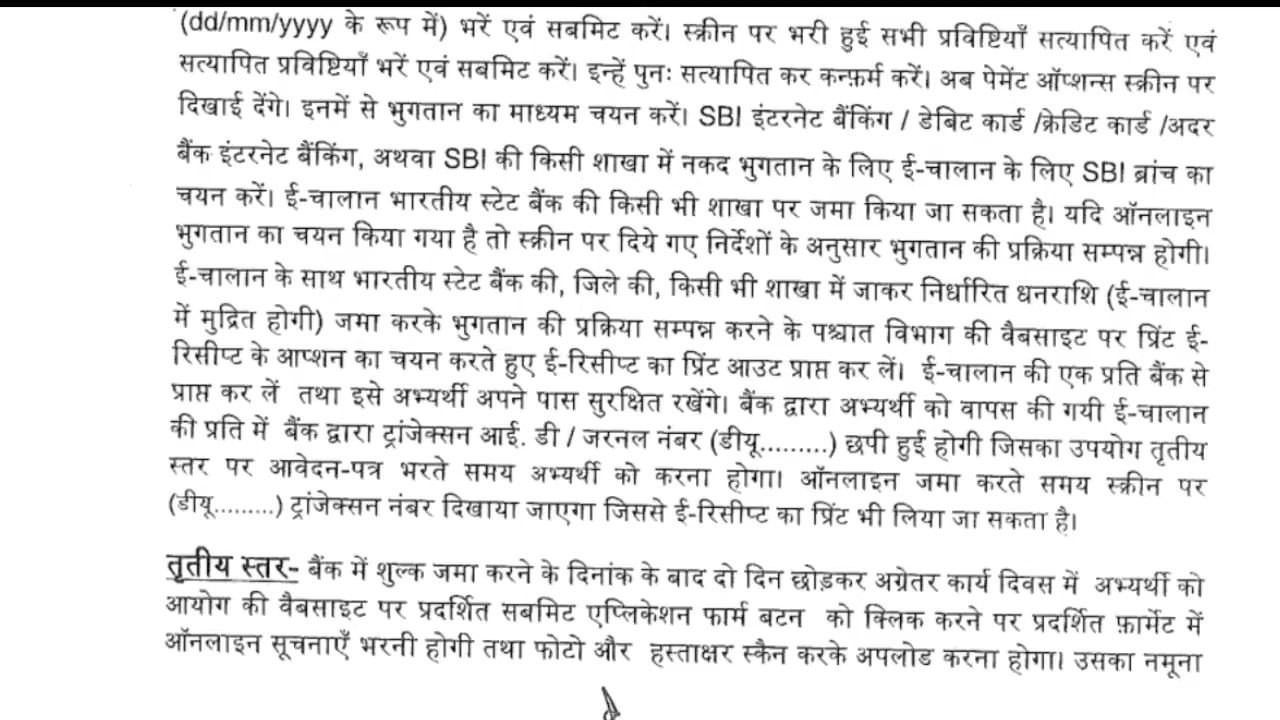 (dd/mm/yyyy के रूप में) भरें एवं सबमिट करें। स्क्रीन पर भरी हुई सभी प्रविष्टियाँ सत्यापित करें एवं
सत्यापित प्रविष्टियाँ भरें एवं सबमिट करें। इन्हें पुनः सत्यापित कर कन्फ़र्म करें। अब पेमेंट ऑप्शन्स स्क्रीन पर
दिखाई देंगे। इनमें से भुगतान का माध्यम चयन करें। SBI इंटरनेट बैंकिंग / डेबिट कार्ड /क्रेडिट कार्ड /अदर
बैंक इंटरनेट बैंकिंग, अथवा SBI की किसी शाखा में नकद भुगतान के लिए ई-चालान के लिए SBI ब्रांच का
चयन करें। ई-चालान भारतीय स्टेट बैंक की किसी भी शाखा पर जमा किया जा सकता है। यदि ऑनलाइन
भुगतान का चयन किया गया है तो स्क्रीन पर दिये गए निर्देशों के अनुसार भुगतान की प्रक्रिया सम्पन्न होगी।
ई-चालान के साथ भारतीय स्टेट बैंक की, जिले की, किसी भी शाखा में जाकर निर्धारित धनराशि (ई-चालान
में मुद्रित होगी) जमा करके भुगतान की प्रक्रिया सम्पन्न करने के पश्चात विभाग की वैबसाइट पर प्रिंट ई-
रिसीप्ट के आप्शन का चयन करते हुए ई-रिसीप्ट का प्रिंट आउट प्राप्त कर लें। ई-चालान की एक प्रति बैंक से
प्राप्त कर लें तथा इसे अभ्यर्थी अपने पास सुरक्षित रखेंगे। बैंक द्वारा अभ्यर्थी को वापस की गयी ई-चालान
की प्रति में बैंक द्वारा ट्रांजेक्सन आई. डी / जरनल नंबर (डीयू.........) छपी हुई होगी जिसका उपयोग तृतीय
स्तर पर आवेदन-पत्र भरते समय अभ्यर्थी को करना होगा। ऑनलाइन जमा करते समय स्क्रीन पर
(डीयू.........) ट्रांजेक्सन नंबर दिखाया जाएगा जिससे ई-रिसीप्ट का प्रिंट भी लिया जा सकता है।
तृतीय स्तर- बैंक में शुल्क जमा करने के दिनांक के बाद दो दिन छोड़कर अग्रेतर कार्य दिवस में अभ्यर्थी को
आयोग की वैबसाइट पर प्रदर्शित सबमिट एप्लिकेशन फार्म बटन को क्लिक करने पर प्रदर्शित फ़ार्मेट में
ऑनलाइन सूचनाएँ भरनी होगी तथा फोटो और हस्ताक्षर स्कैन करके अपलोड करना होगा। उसका नमूना